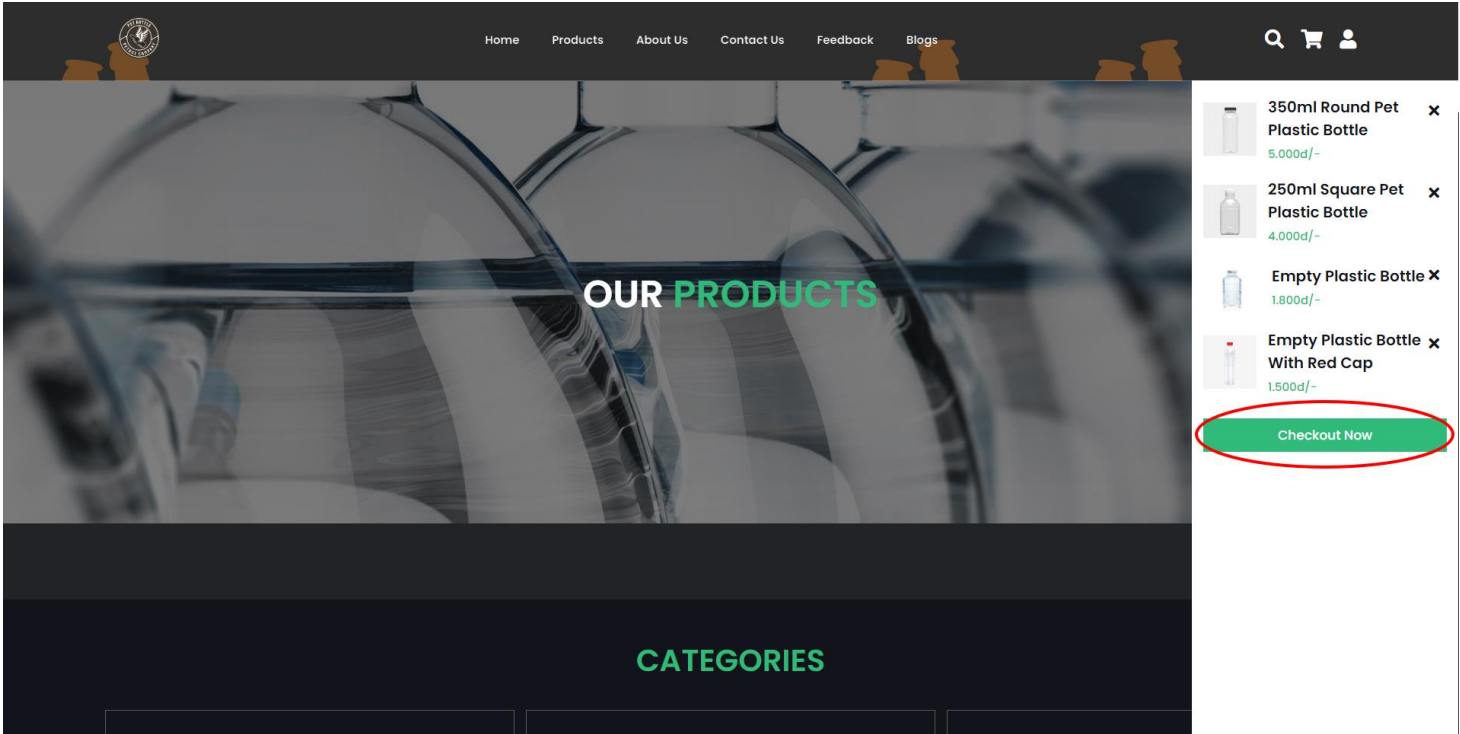 PET BOTTLE
Home
Products
About Us
Contact Us
Feedback
Blogs
OUR PRODUCTS
CATEGORIES
350ml Round Pet
Plastic Bottle
5.000d/-
250ml Square Pet
Plastic Bottle
4.000d/-
Empty Plastic Bottle
1.800d/-
Empty Plastic Bottle
With Red Cap
1.500d/-
Checkout Now